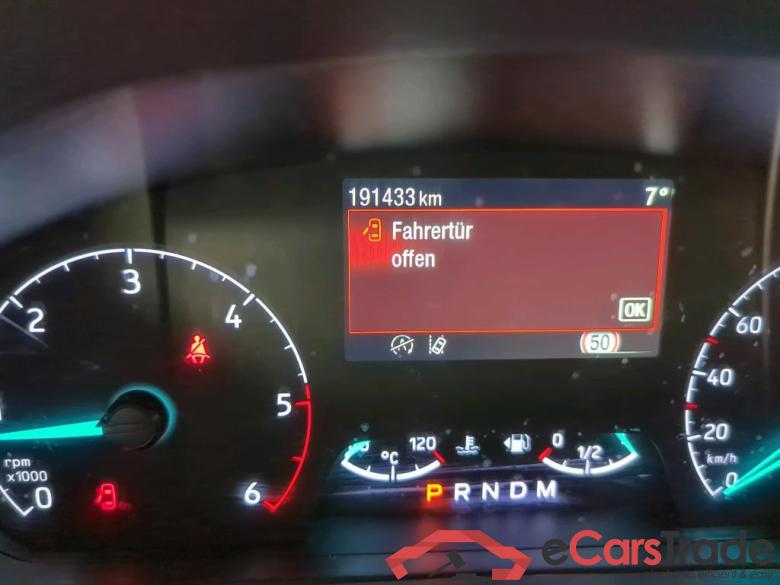 191433 km 7°
Fahrertür
offen
OK
50
2 3 4 5 6 0
rpm
x1000
120 °C
0 1/2
P R N D M
60
40
20
km/h
0
eCarsTrade
efficient &